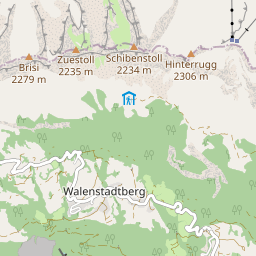 Brisi
2279 m
Zuestoll
2235 m
Schibenstoll
2234 m
Hinterrugg
2306 m
Walenstadtberg